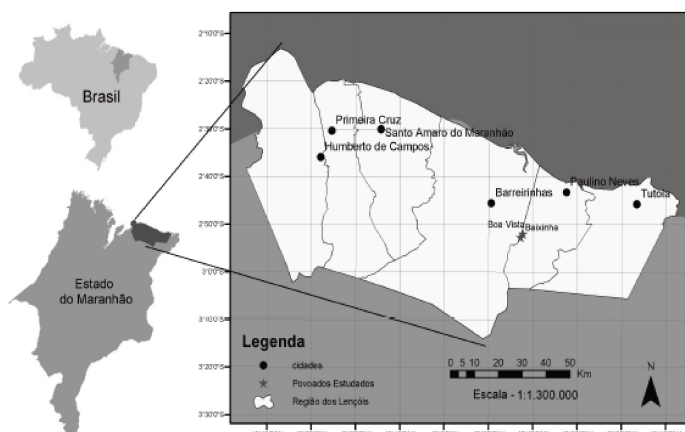 Brasil
Estado
do Maranhão
2°10'0"S
2°20'0"S
2°30'0"S
2°40'0"S
2°50'0"S
3°0'0"S
3°10'0"S
3°20'0"S
3°30'0"S
Primeira Cruz
Santo Amaro do Maranhão
Humberto de Campos
Barreirinhas
Paulino Neves
Tutoia
Boa Vista
Baixinha
Legenda
cidades
Povoados Estudados
Região dos Lençóis
0 5 10 20 30 40 50
Km
Escala - 1:1.300.000
N